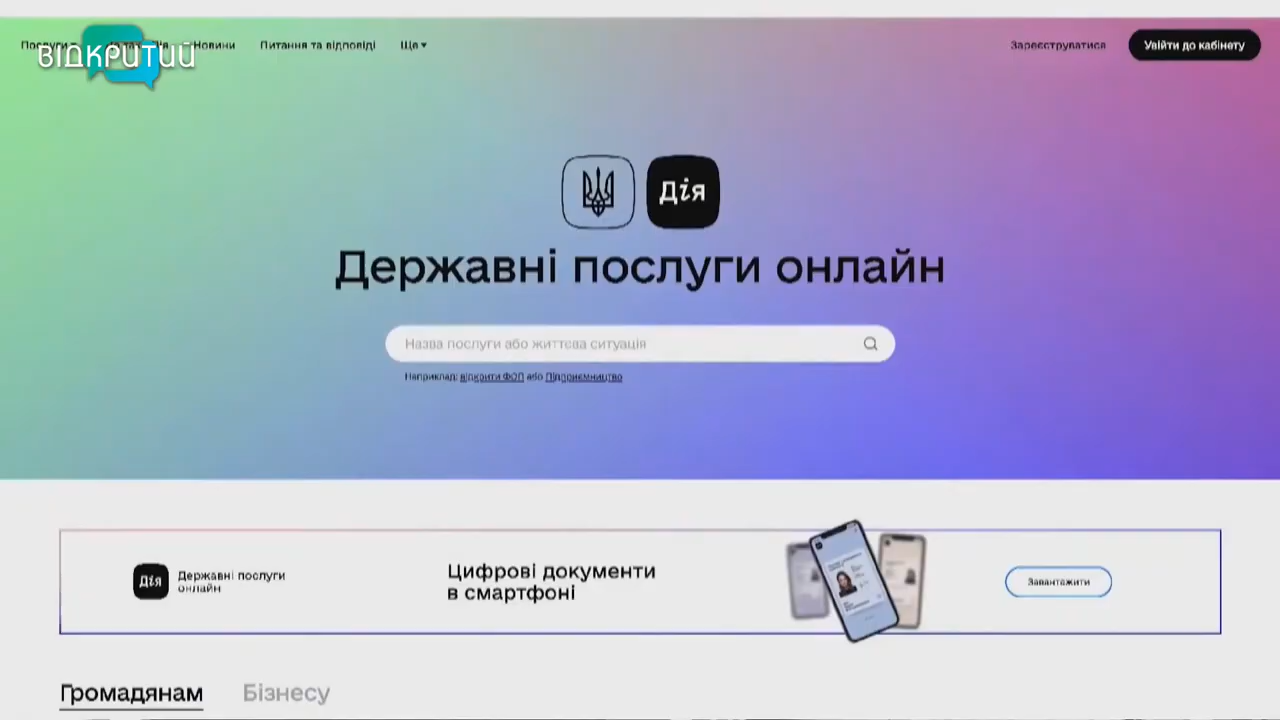 ВІДКРИТИЙ
Новини
Питання та відповіді
Ще
Зареєструватися
Увійти до кабінету
Дія
Державні послуги онлайн
Назва послуги або життєва ситуація
Наприклад: відкрити ФОП або Підприємництво
Дія
Державні послуги
онлайн
Цифрові документи
в смартфоні
Завантажити
Громадянам
Бізнесу